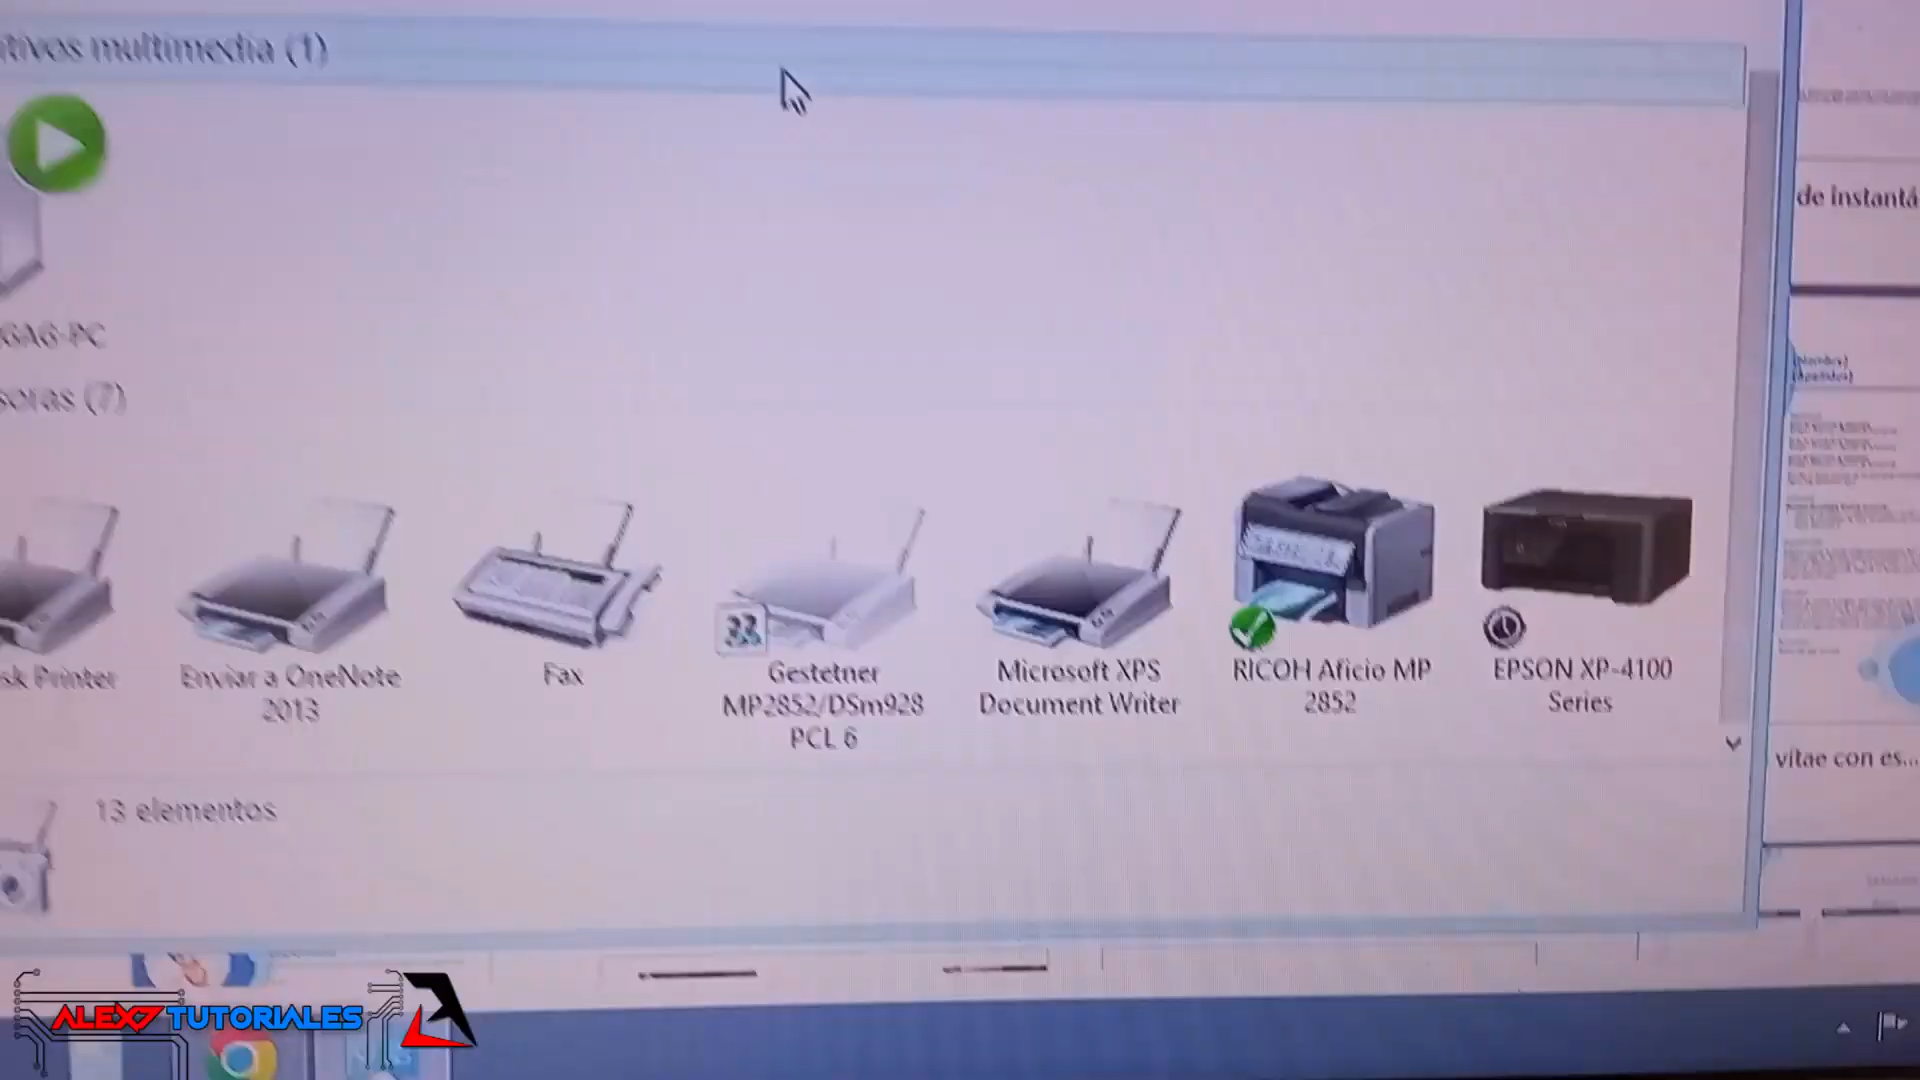 tivos multimedia (1)
de instantá
GAG-PC
[Nombre]
[Apellidos]
soras (7)
sk Printer
Enviar a OneNote
2013
Fax
Gestetner
MP2852/DSm928
PCL 6
Microsoft XPS
Document Writer
RICOH Aficio MP
2852
EPSON XP-4100
Series
vitae con es...
13 elementos
ALEX7 TUTORIALES